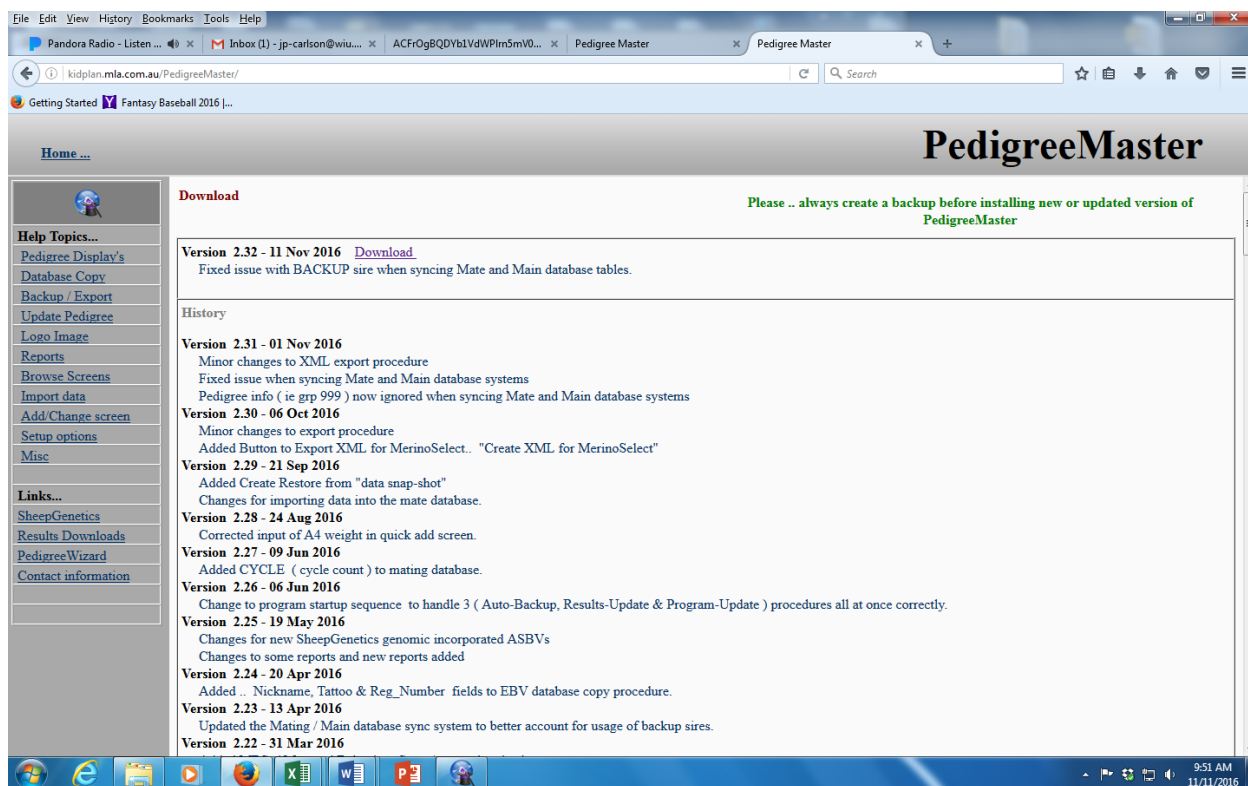 File Edit View History Bookmarks Tools Help
Pandora Radio - Listen ... Inbox (1) - jp-carlson@wiu.... ACFrOgBQDYb1VdWPIrn5mV0... Pedigree Master Pedigree Master
kidplan.mla.com.au/PedigreeMaster/ Search
Getting Started Fantasy Baseball 2016 |...
Home ... PedigreeMaster
Download
Please .. always create a backup before installing new or updated version of
PedigreeMaster
Help Topics...
Pedigree Display's
Database Copy
Backup / Export
Update Pedigree
Logo Image
Reports
Browse Screens
Import data
Add/Change screen
Setup options
Misc
Links...
SheepGenetics
Results Downloads
PedigreeWizard
Contact information
Version 2.32 - 11 Nov 2016 Download
Fixed issue with BACKUP sire when syncing Mate and Main database tables.
History
Version 2.31 - 01 Nov 2016
Minor changes to XML export procedure
Fixed issue when syncing Mate and Main database systems
Pedigree info ( ie grp 999 ) now ignored when syncing Mate and Main database systems
Version 2.30 - 06 Oct 2016
Minor changes to export procedure
Added Button to Export XML for MerinoSelect.. "Create XML for MerinoSelect"
Version 2.29 - 21 Sep 2016
Added Create Restore from "data snap-shot"
Changes for importing data into the mate database.
Version 2.28 - 24 Aug 2016
Corrected input of A4 weight in quick add screen.
Version 2.27 - 09 Jun 2016
Added CYCLE ( cycle count ) to mating database.
Version 2.26 - 06 Jun 2016
Change to program startup sequence to handle 3 ( Auto-Backup, Results-Update & Program-Update ) procedures all at once correctly.
Version 2.25 - 19 May 2016
Changes for new SheepGenetics genomic incorporated ASBVs
Changes to some reports and new reports added
Version 2.24 - 20 Apr 2016
Added .. Nickname, Tattoo & Reg_Number fields to EBV database copy procedure.
Version 2.23 - 13 Apr 2016
Updated the Mating / Main database sync system to better account for usage of backup sires.
Version 2.22 - 31 Mar 2016
9:51 AM
11/11/2016